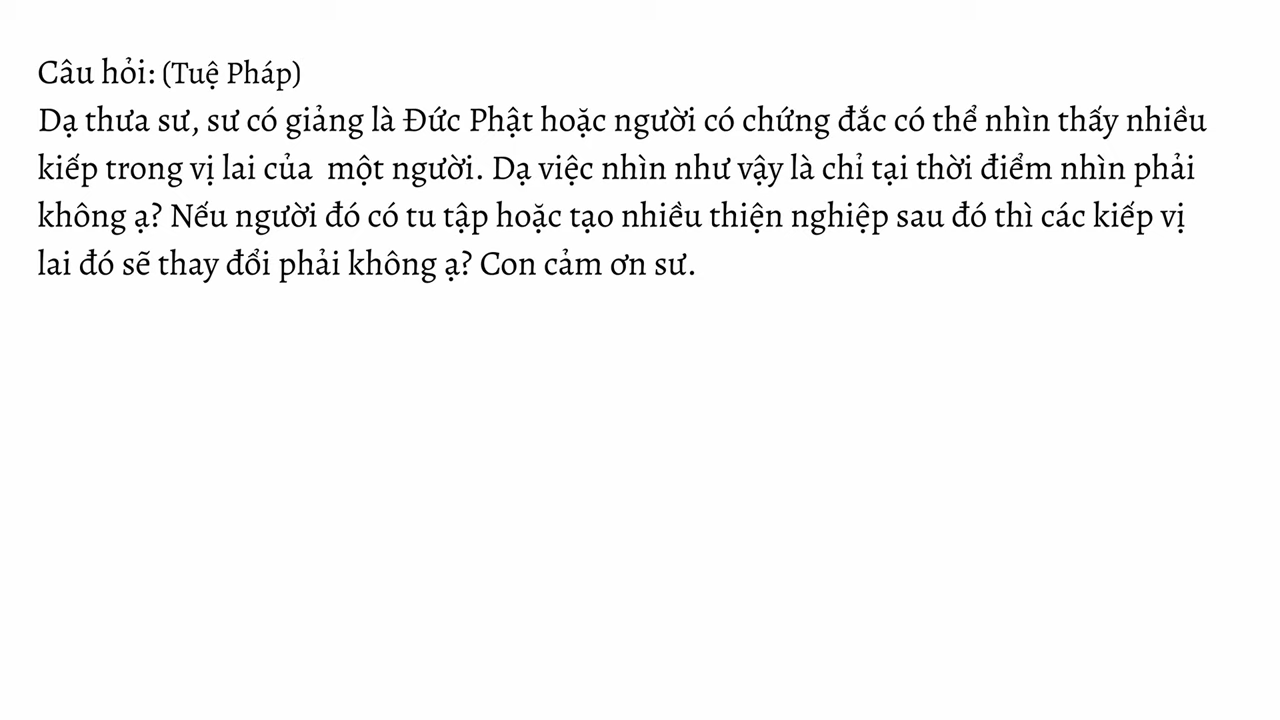 Câu hỏi: (Tuệ Pháp)
Dạ thưa sư, sư có giảng là Đức Phật hoặc người có chứng đắc có thể nhìn thấy nhiều
kiếp trong vị lai của  một người. Dạ việc nhìn như vậy là chỉ tại thời điểm nhìn phải
không ạ? Nếu người đó có tu tập hoặc tạo nhiều thiện nghiệp sau đó thì các kiếp vị
lai đó sẽ thay đổi phải không ạ? Con cảm ơn sư.